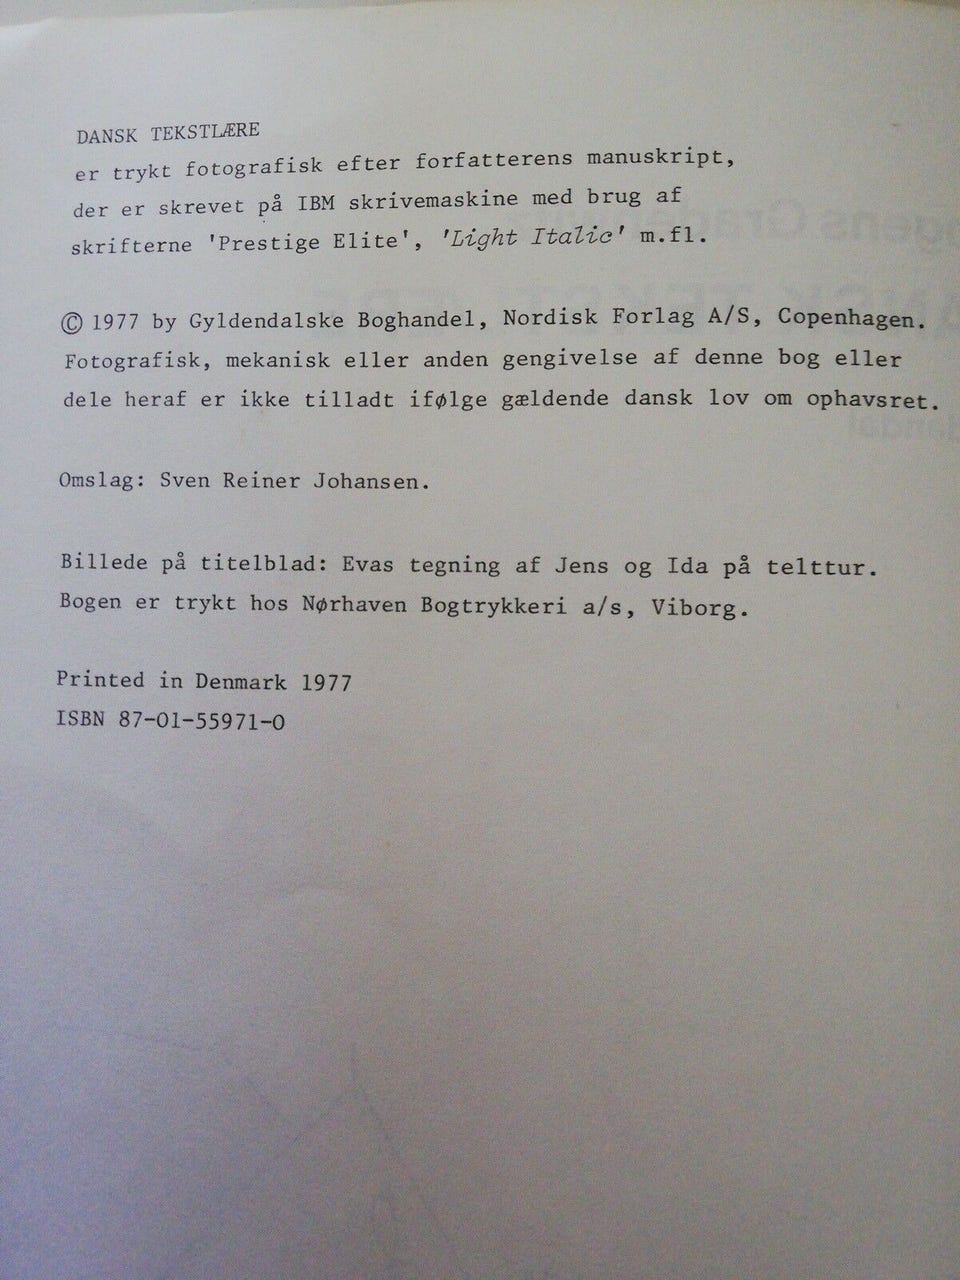 DANSK TEKSTLÆRE
er trykt fotografisk efter forfatterens manuskript,
der er skrevet på IBM skrivemaskine med brug af
skrifterne 'Prestige Elite', 'Light Italic' m.fl.
© 1977 by Gyldendalske Boghandel, Nordisk Forlag A/S, Copenhagen.
Fotografisk, mekanisk eller anden gengivelse af denne bog eller
dele heraf er ikke tilladt ifølge gældende dansk lov om ophavsret.
Omslag: Sven Reiner Johansen.
Billede på titelblad: Evas tegning af Jens og Ida på telttur.
Bogen er trykt hos Nørhaven Bogtrykkeri a/s, Viborg.
Printed in Denmark 1977
ISBN 87-01-55971-0